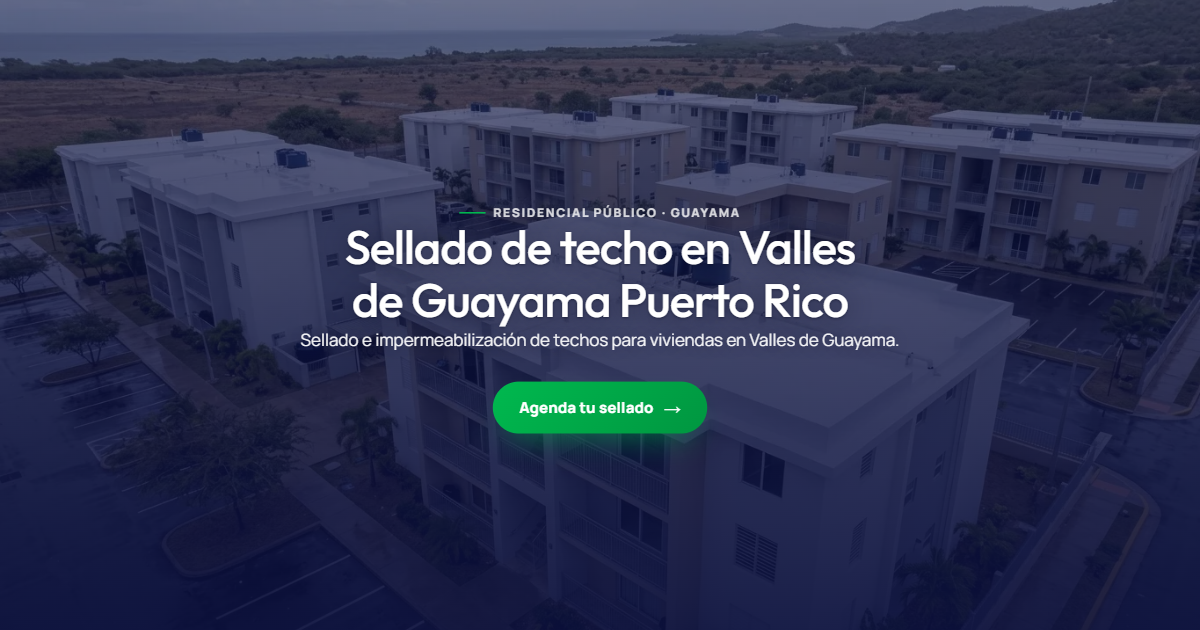 RESIDENCIAL PÚBLICO · GUAYAMA
Sellado de techo en Valles
de Guayama Puerto Rico
Sellado e impermeabilización de techos para viviendas en Valles de Guayama.
Agenda tu sellado →